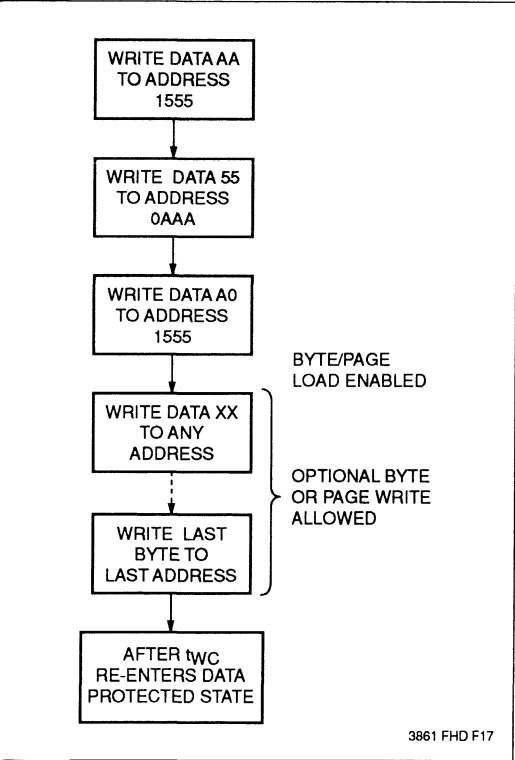 WRITE DATA AA
TO ADDRESS
1555
WRITE DATA 55
TO ADDRESS
0AAA
WRITE DATA A0
TO ADDRESS
1555
BYTE/PAGE
LOAD ENABLED
WRITE DATA XX
TO ANY
ADDRESS
OPTIONAL BYTE
OR PAGE WRITE
ALLOWED
WRITE LAST
BYTE TO
LAST ADDRESS
AFTER tWC
RE-ENTERS DATA
PROTECTED STATE
3861 FHD F17